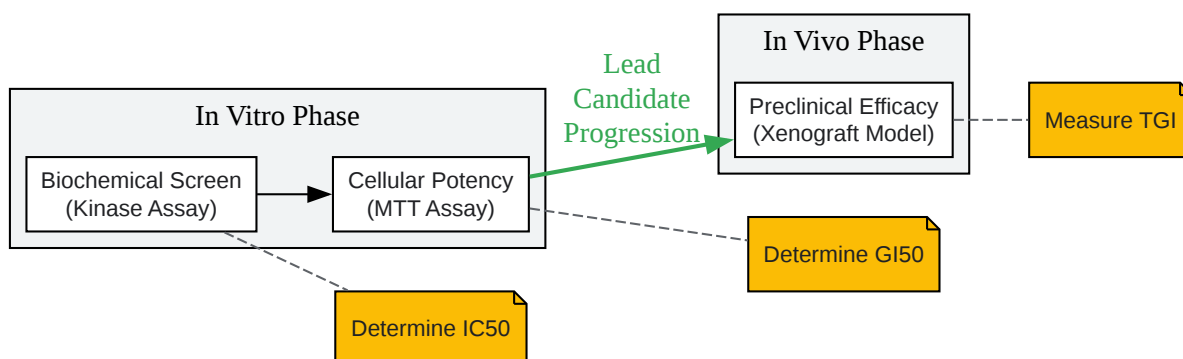 In Vitro Phase
Biochemical Screen
(Kinase Assay)
Cellular Potency
(MTT Assay)
Lead
Candidate
Progression
In Vivo Phase
Preclinical Efficacy
(Xenograft Model)
Measure TGI
Determine GI50
Determine IC50